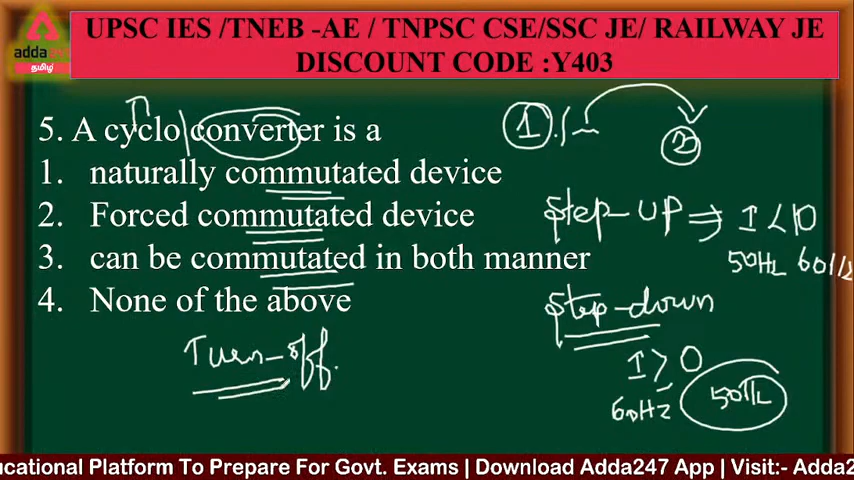 UPSC IES /TNEB -AE / TNPSC CSE/SSC JE/ RAILWAY JE
DISCOUNT CODE :Y403
adda247
தமிழ்
5. A cyclo converter is a
1. naturally commutated device
2. Forced commutated device
3. can be commutated in both manner
4. None of the above
Turn-off.
1
Step-UP ⇒ I < O
50Hz 60Hz
Step-down
I > O
60Hz 50Hz
ucational Platform To Prepare For Govt. Exams | Download Adda247 App | Visit:- Adda2